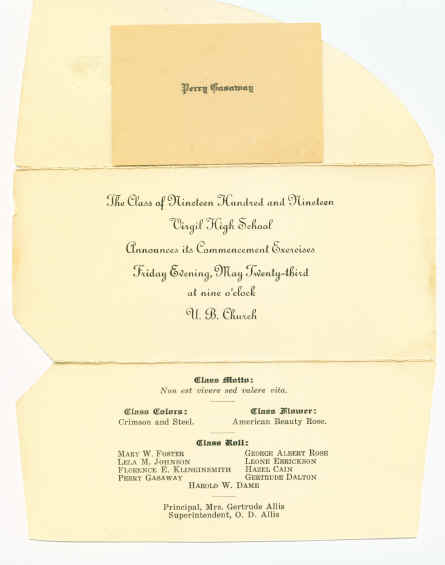 Perry Gasaway
The Class of Nineteen Hundred and Nineteen
Virgil High School
Announces its Commencement Exercises
Friday Evening, May Twenty-third
at nine o'clock
U. B. Church
Class Motto:
Non est vivere sed valere vita.
Class Colors:
Crimson and Steel.
Class Flower:
American Beauty Rose.
Class Roll:
Mary W. Foster
Lela M. Johnson
Florence E. Klinginsmith
Perry Gasaway
George Albert Rose
Leone Errickson
Hazel Cain
Gertrude Dalton
Harold W. Dame
Principal, Mrs. Gertrude Allis
Superintendent, O. D. Allis